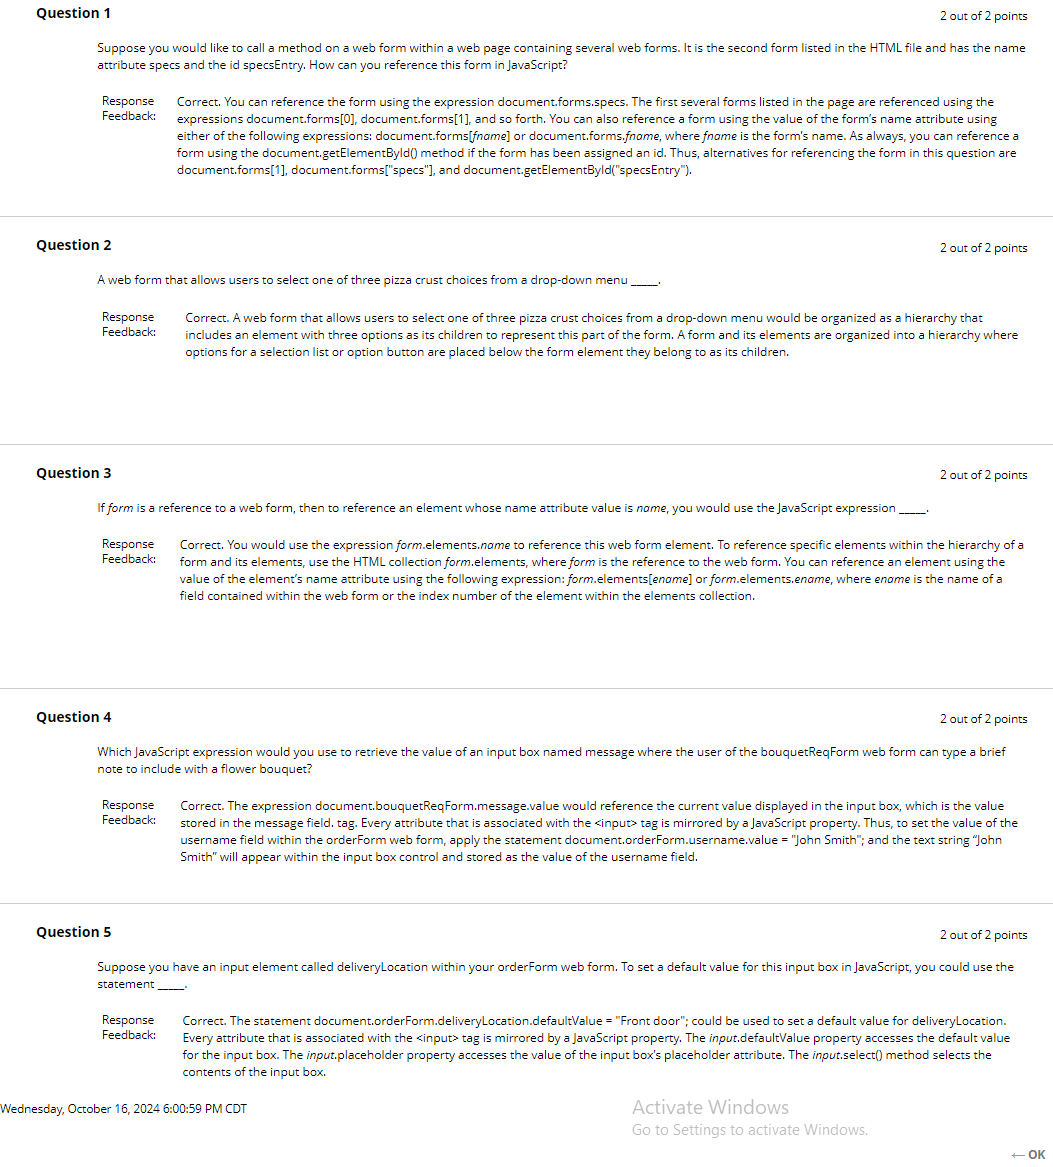 Question 1
2 out of 2 points
Suppose you would like to call a method on a web form within a web page containing several web forms. It is the second form listed in the HTML file and has the name
attribute specs and the id specsEntry. How can you reference this form in JavaScript?
Response
Feedback:
Correct. You can reference the form using the expression document.forms.specs. The first several forms listed in the page are referenced using the
expressions document.forms[0], document.forms[1], and so forth. You can also reference a form using the value of the form's name attribute using
either of the following expressions: document.forms[fname] or document.forms.fname, where fname is the form's name. As always, you can reference a
form using the document.getElementById() method if the form has been assigned an id. Thus, alternatives for referencing the form in this question are
document.forms[1], document.forms["specs"], and document.getElementById("specsEntry").
Question 2
2 out of 2 points
A web form that allows users to select one of three pizza crust choices from a drop-down menu _____.
Response
Feedback:
Correct. A web form that allows users to select one of three pizza crust choices from a drop-down menu would be organized as a hierarchy that
includes an element with three options as its children to represent this part of the form. A form and its elements are organized into a hierarchy where
options for a selection list or option button are placed below the form element they belong to as its children.
Question 3
2 out of 2 points
If form is a reference to a web form, then to reference an element whose name attribute value is name, you would use the JavaScript expression _____.
Response
Feedback:
Correct. You would use the expression form.elements.name to reference this web form element. To reference specific elements within the hierarchy of a
form and its elements, use the HTML collection form.elements, where form is the reference to the web form. You can reference an element using the
value of the element's name attribute using the following expression: form.elements[ename] or form.elements.ename, where ename is the name of a
field contained within the web form or the index number of the element within the elements collection.
Question 4
2 out of 2 points
Which JavaScript expression would you use to retrieve the value of an input box named message where the user of the bouquetReqForm web form can type a brief
note to include with a flower bouquet?
Response
Feedback:
Correct. The expression document.bouquetReqForm.message.value would reference the current value displayed in the input box, which is the value
stored in the message field. tag. Every attribute that is associated with the <input> tag is mirrored by a JavaScript property. Thus, to set the value of the
username field within the orderForm web form, apply the statement document.orderForm.username.value = "John Smith"; and the text string “John
Smith” will appear within the input box control and stored as the value of the username field.
Question 5
2 out of 2 points
Suppose you have an input element called deliveryLocation within your orderForm web form. To set a default value for this input box in JavaScript, you could use the
statement _____.
Response
Feedback:
Correct. The statement document.orderForm.deliveryLocation.defaultValue = "Front door"; could be used to set a default value for deliveryLocation.
Every attribute that is associated with the <input> tag is mirrored by a JavaScript property. The input.defaultValue property accesses the default value
for the input box. The input.placeholder property accesses the value of the input box's placeholder attribute. The input.select() method selects the
contents of the input box.
Wednesday, October 16, 2024 6:00:59 PM CDT
Activate Windows
Go to Settings to activate Windows.
← OK